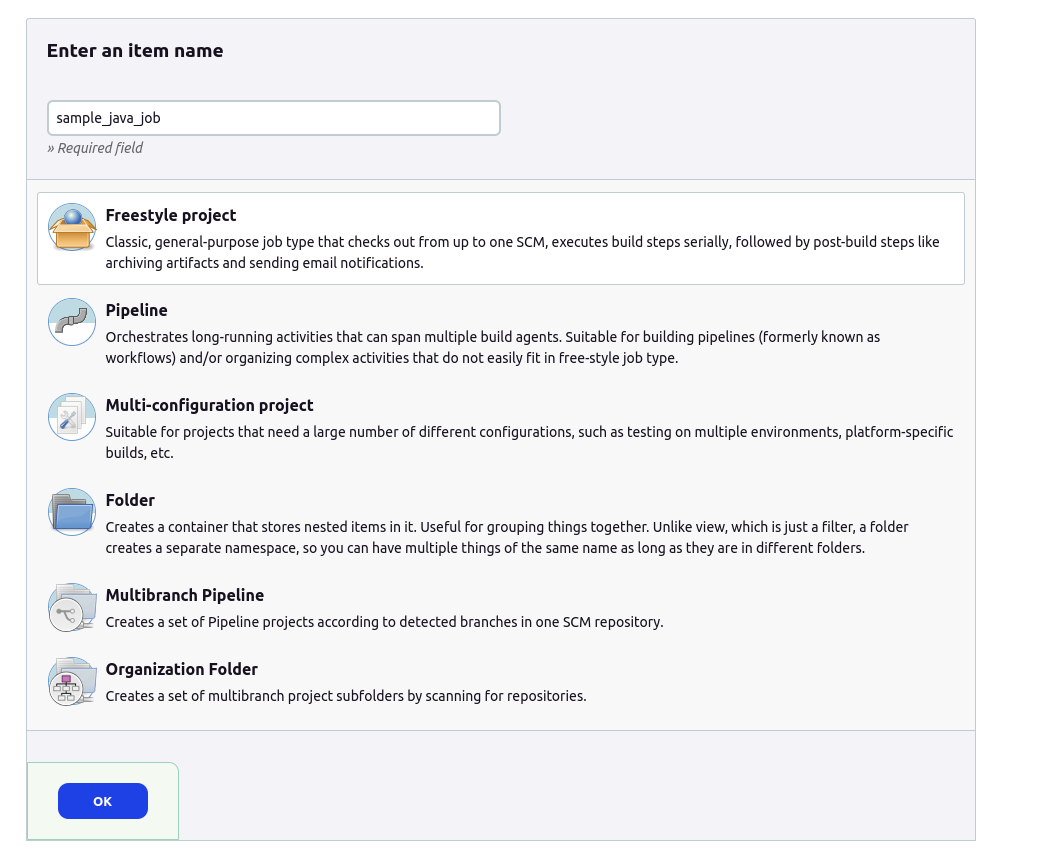 Enter an item name
sample_java_job
» Required field
Freestyle project
Classic, general-purpose job type that checks out from up to one SCM, executes build steps serially, followed by post-build steps like
archiving artifacts and sending email notifications.
Pipeline
Orchestrates long-running activities that can span multiple build agents. Suitable for building pipelines (formerly known as
workflows) and/or organizing complex activities that do not easily fit in free-style job type.
Multi-configuration project
Suitable for projects that need a large number of different configurations, such as testing on multiple environments, platform-specific
builds, etc.
Folder
Creates a container that stores nested items in it. Useful for grouping things together. Unlike view, which is just a filter, a folder
creates a separate namespace, so you can have multiple things of the same name as long as they are in different folders.
Multibranch Pipeline
Creates a set of Pipeline projects according to detected branches in one SCM repository.
Organization Folder
Creates a set of multibranch project subfolders by scanning for repositories.
OK